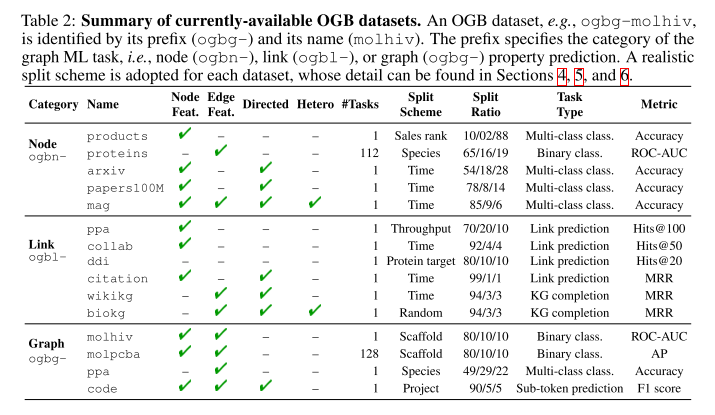 Table 2: Summary of currently-available OGB datasets. An OGB dataset, e.g., ogbg-molhiv,
is identified by its prefix (ogbg-) and its name (molhiv). The prefix specifies the category of the
graph ML task, i.e., node (ogbn-), link (ogbl-), or graph (ogbg-) property prediction. A realistic
split scheme is adopted for each dataset, whose detail can be found in Sections 4, 5, and 6.
Category Name Node Feat. Edge Feat. Directed Hetero #Tasks Split Scheme Split Ratio Task Type Metric
Node ogbn-
products ✓ – – – 1 Sales rank 10/02/88 Multi-class class. Accuracy
proteins – ✓ – – 112 Species 65/16/19 Binary class. ROC-AUC
arxiv ✓ – ✓ – 1 Time 54/18/28 Multi-class class. Accuracy
papers100M ✓ – ✓ – 1 Time 78/8/14 Multi-class class. Accuracy
mag ✓ ✓ ✓ ✓ 1 Time 85/9/6 Multi-class class. Accuracy
Link ogbl-
ppa ✓ – – – 1 Throughput 70/20/10 Link prediction Hits@100
collab ✓ – – – 1 Time 92/4/4 Link prediction Hits@50
ddi – – – – 1 Protein target 80/10/10 Link prediction Hits@20
citation ✓ – ✓ – 1 Time 99/1/1 Link prediction MRR
wikikg – ✓ ✓ – 1 Time 94/3/3 KG completion MRR
biokg – ✓ ✓ ✓ 1 Random 94/3/3 KG completion MRR
Graph ogbg-
molhiv ✓ ✓ – – 1 Scaffold 80/10/10 Binary class. ROC-AUC
molpcba ✓ ✓ – – 128 Scaffold 80/10/10 Binary class. AP
ppa – ✓ – – 1 Species 49/29/22 Multi-class class. Accuracy
code ✓ ✓ ✓ – 1 Project 90/5/5 Sub-token prediction F1 score